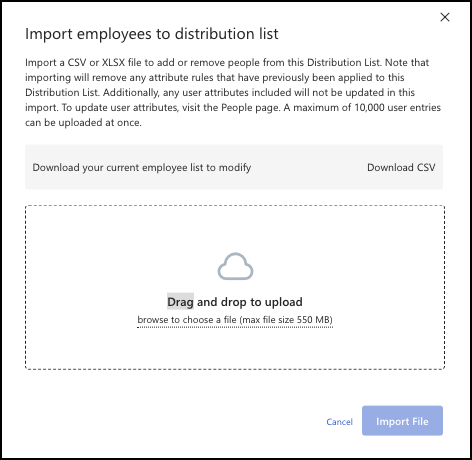 Import employees to distribution list
Import a CSV or XLSX file to add or remove people from this Distribution List. Note that
importing will remove any attribute rules that have previously been applied to this
Distribution List. Additionally, any user attributes included will not be updated in this
import. To update user attributes, visit the People page. A maximum of 10,000 user entries
can be uploaded at once.
Download your current employee list to modify
Download CSV
Drag and drop to upload
browse to choose a file (max file size 550 MB)
Cancel
Import File